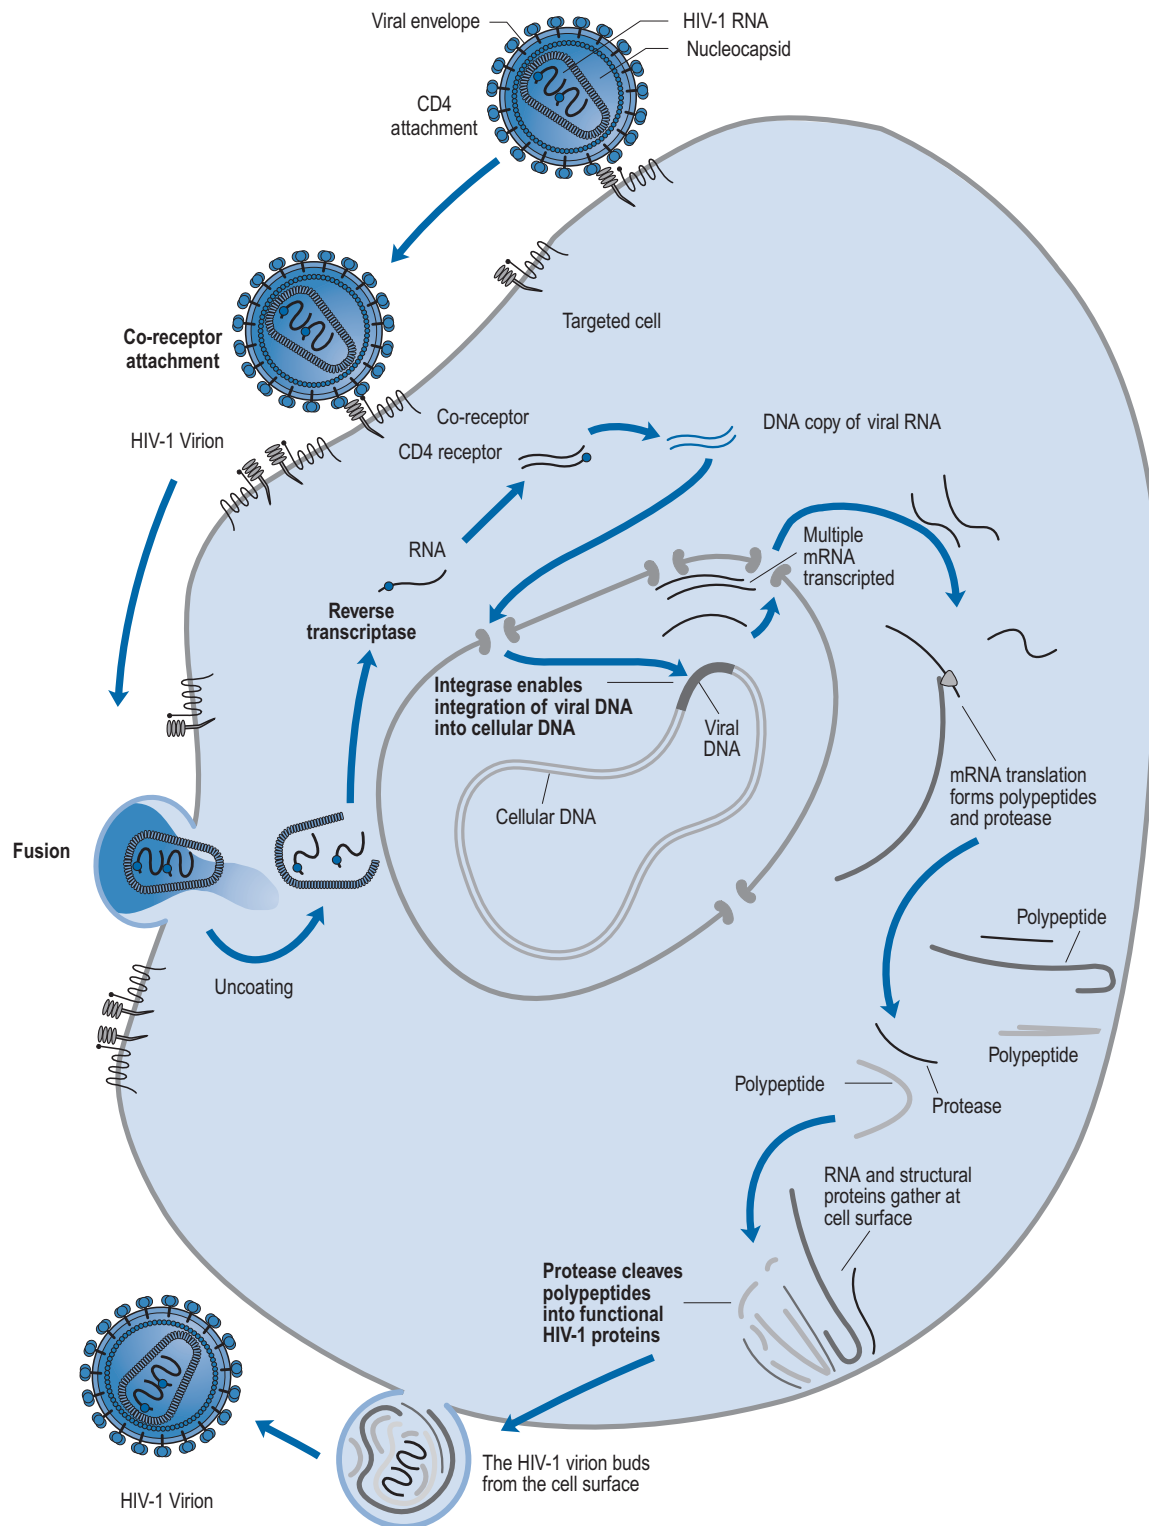 Viral envelope
HIV-1 RNA
Nucleocapsid
CD4
attachment
Targeted cell
Co-receptor
attachment
HIV-1 Virion
Co-receptor
CD4 receptor
DNA copy of viral RNA
RNA
Multiple
mRNA
transcripted
Reverse
transcriptase
Integrase enables
integration of viral DNA
into cellular DNA
Viral
DNA
Cellular DNA
mRNA translation
forms polypeptides
and protease
Fusion
Uncoating
Polypeptide
Polypeptide
Polypeptide
Protease
RNA and structural
proteins gather at
cell surface
Protease cleaves
polypeptides
into functional
HIV-1 proteins
The HIV-1 virion buds
from the cell surface
HIV-1 Virion